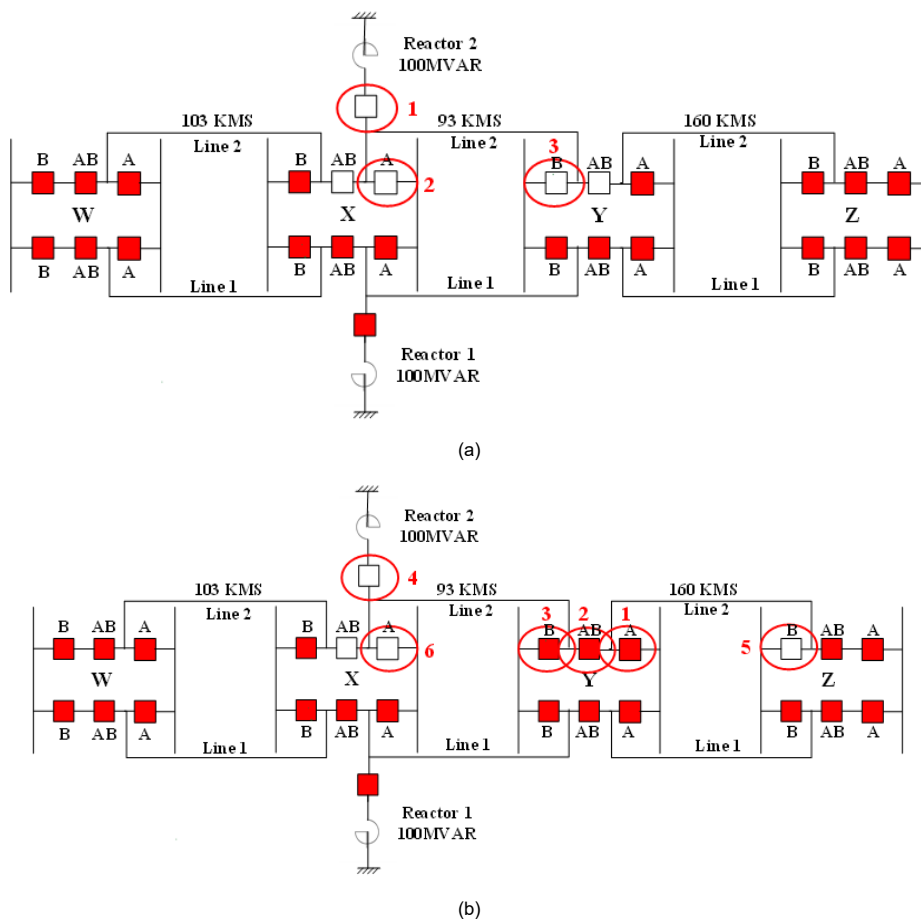 Reactor 2
100MVAR
1
103 KMS
93 KMS
160 KMS
Line 2
Line 2
Line 2
B AB A
B AB A
B AB A
B AB A
2
3
W
X
Y
Z
B AB A
B AB A
B AB A
B AB A
Line 1
Line 1
Line 1
Reactor 1
100MVAR
(a)
Reactor 2
100MVAR
4
103 KMS
93 KMS
160 KMS
Line 2
Line 2
Line 2
B AB A
B AB A
B AB A
B AB A
6
3 2 1
5
W
X
Y
Z
B AB A
B AB A
B AB A
B AB A
Line 1
Line 1
Line 1
Reactor 1
100MVAR
(b)